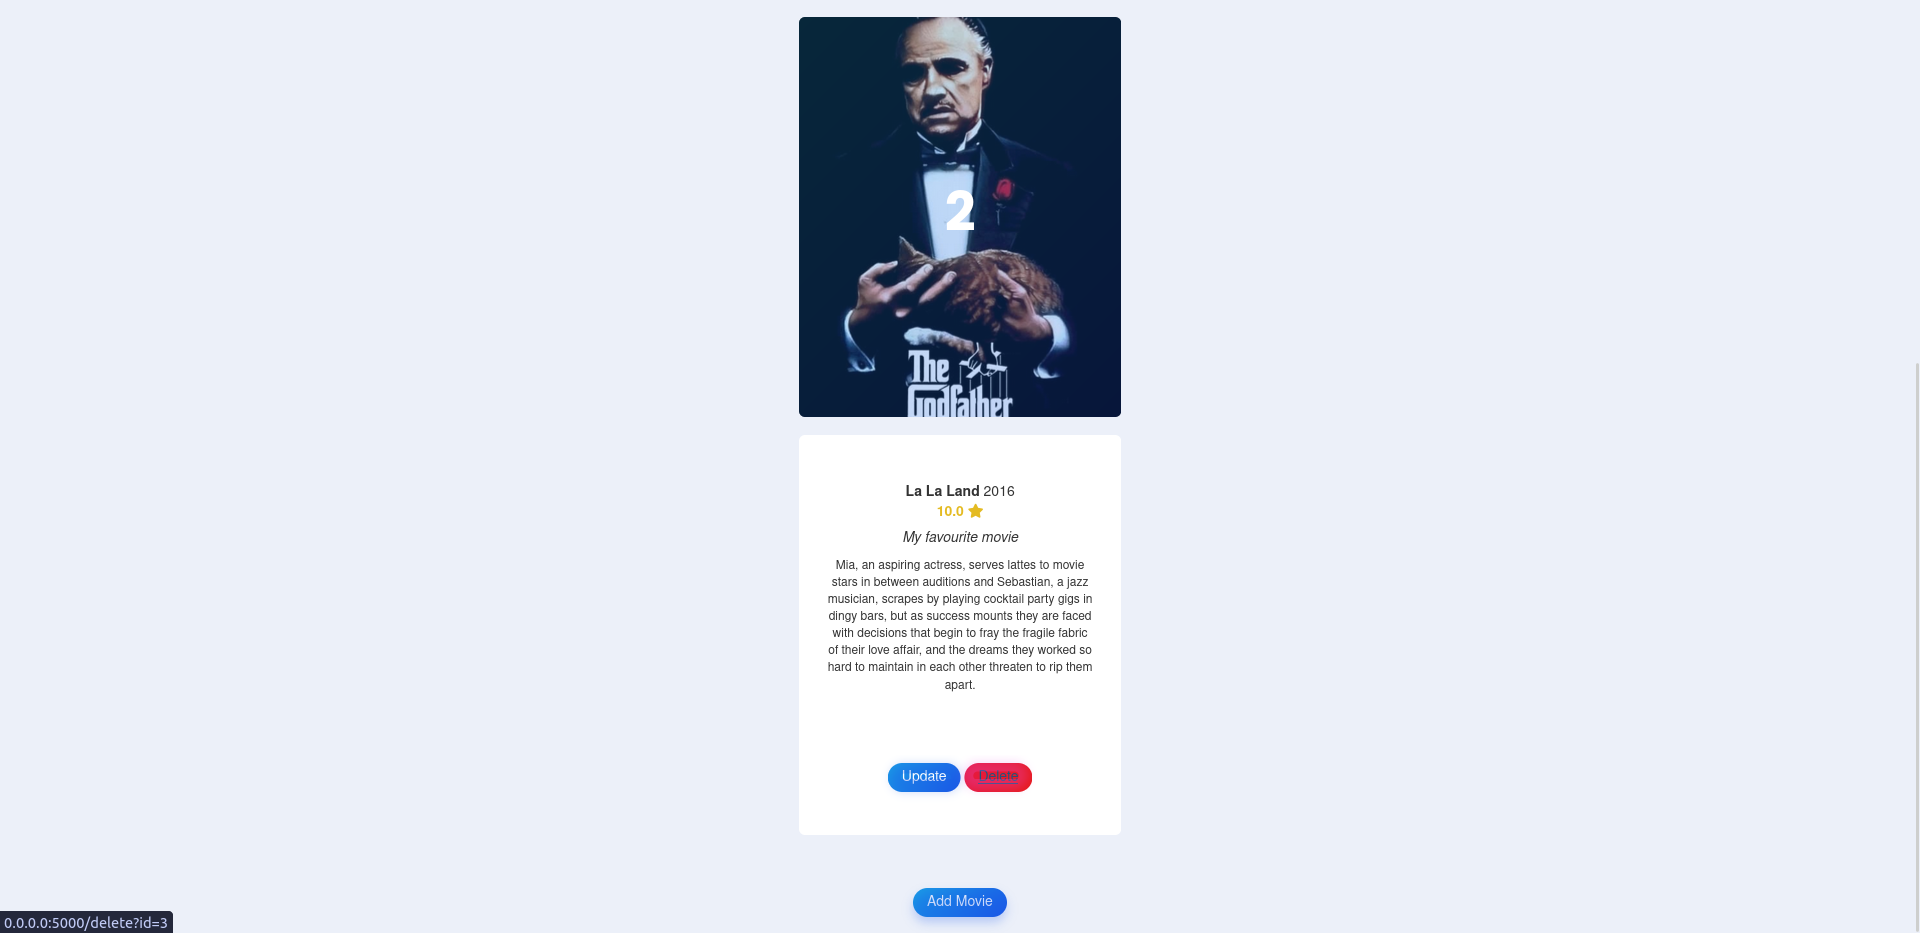 2
The
Godfather
La La Land 2016
10.0
My favourite movie
Mia, an aspiring actress, serves lattes to movie
stars in between auditions and Sebastian, a jazz
musician, scrapes by playing cocktail party gigs in
dingy bars, but as success mounts they are faced
with decisions that begin to fray the fragile fabric
of their love affair, and the dreams they worked so
hard to maintain in each other threaten to rip them
apart.
Update Delete
Add Movie
0.0.0.0:5000/delete?id=3